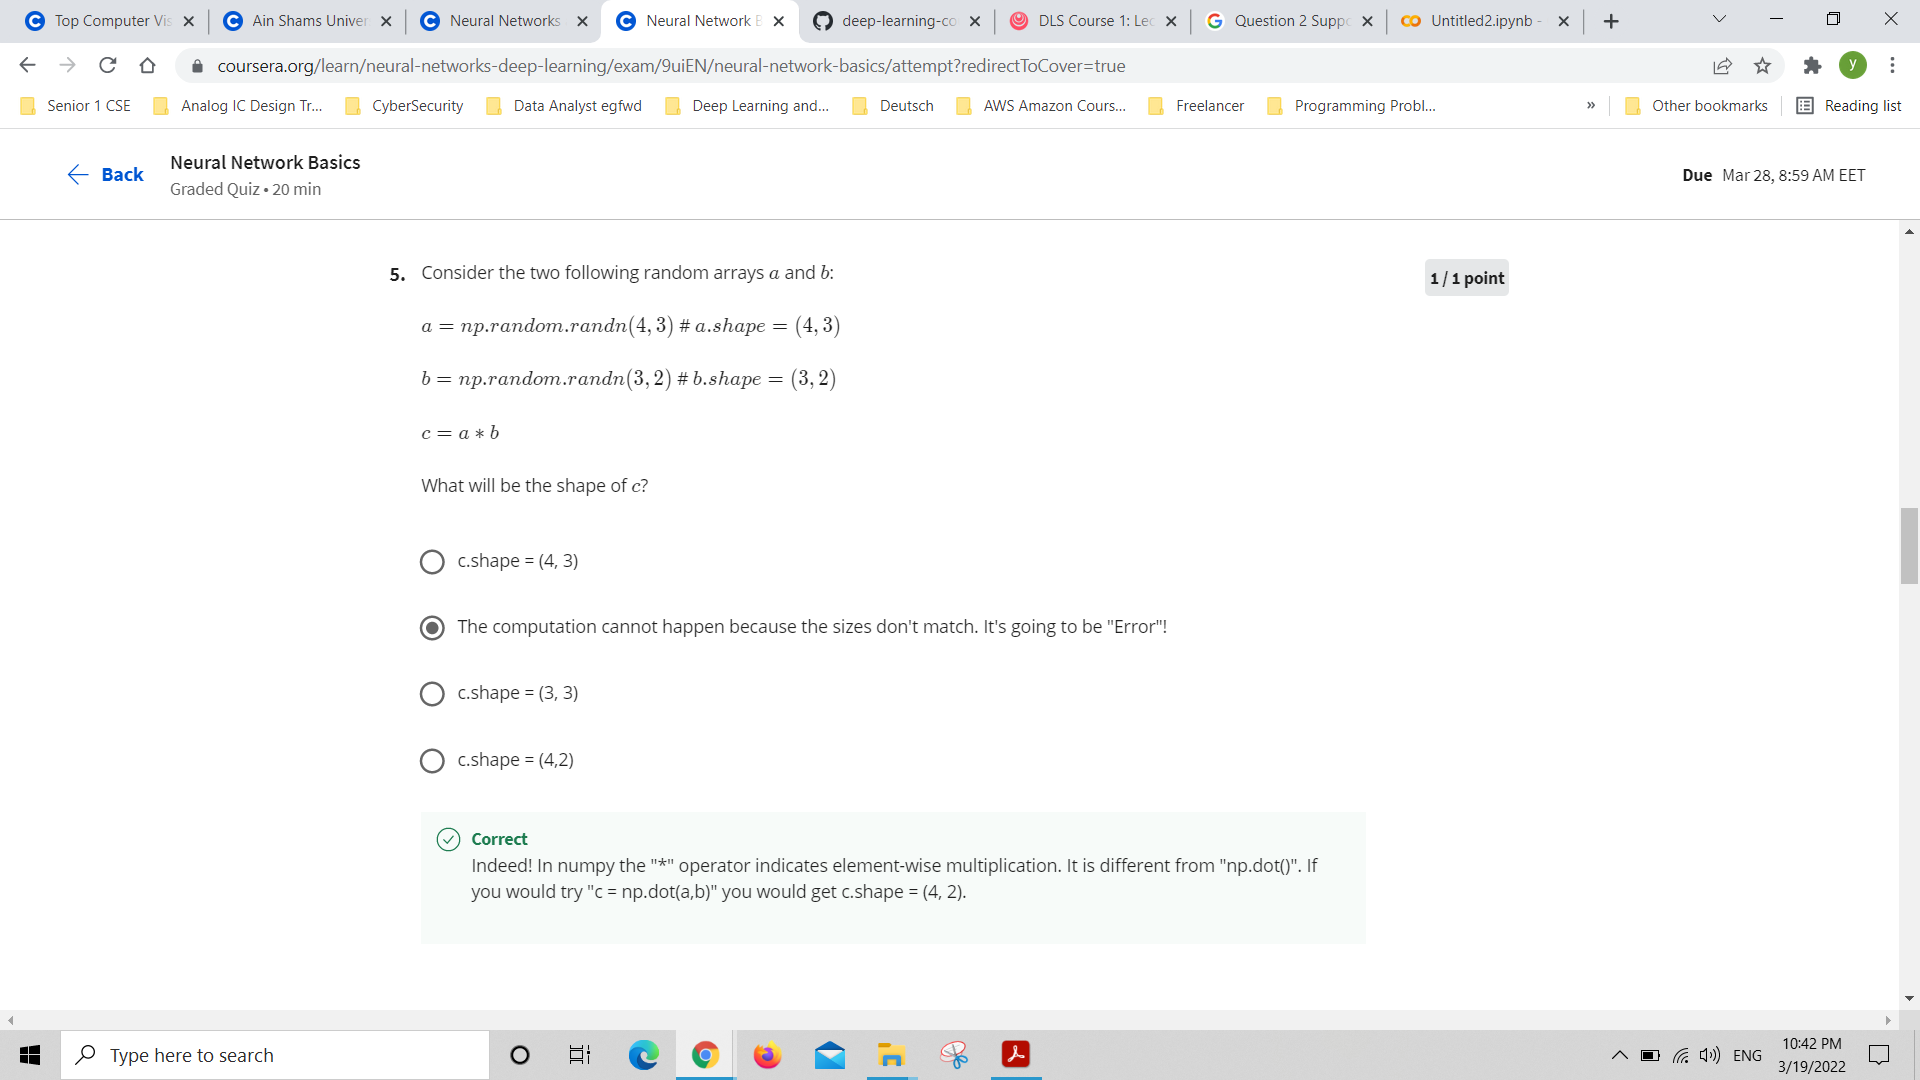 Top Computer Vis
Ain Shams Univer
Neural Networks
Neural Network B
deep-learning-co
DLS Course 1: Lec
Question 2 Suppo
Untitled2.ipynb -
coursera.org/learn/neural-networks-deep-learning/exam/9uiEN/neural-network-basics/attempt?redirectToCover=true
y
Senior 1 CSE
Analog IC Design Tr...
CyberSecurity
Data Analyst egfwd
Deep Learning and...
Deutsch
AWS Amazon Cours...
Freelancer
Programming Probl...
»
Other bookmarks
Reading list
Back
Neural Network Basics
Graded Quiz • 20 min
Due Mar 28, 8:59 AM EET
5. Consider the two following random arrays a and b:
1 / 1 point
a = np.random.randn(4, 3) # a.shape = (4, 3)
b = np.random.randn(3, 2) # b.shape = (3, 2)
c = a * b
What will be the shape of c?
c.shape = (4, 3)
The computation cannot happen because the sizes don't match. It's going to be "Error"!
c.shape = (3, 3)
c.shape = (4,2)
Correct
Indeed! In numpy the "*" operator indicates element-wise multiplication. It is different from "np.dot()". If
you would try "c = np.dot(a,b)" you would get c.shape = (4, 2).
Type here to search
ENG
10:42 PM
3/19/2022